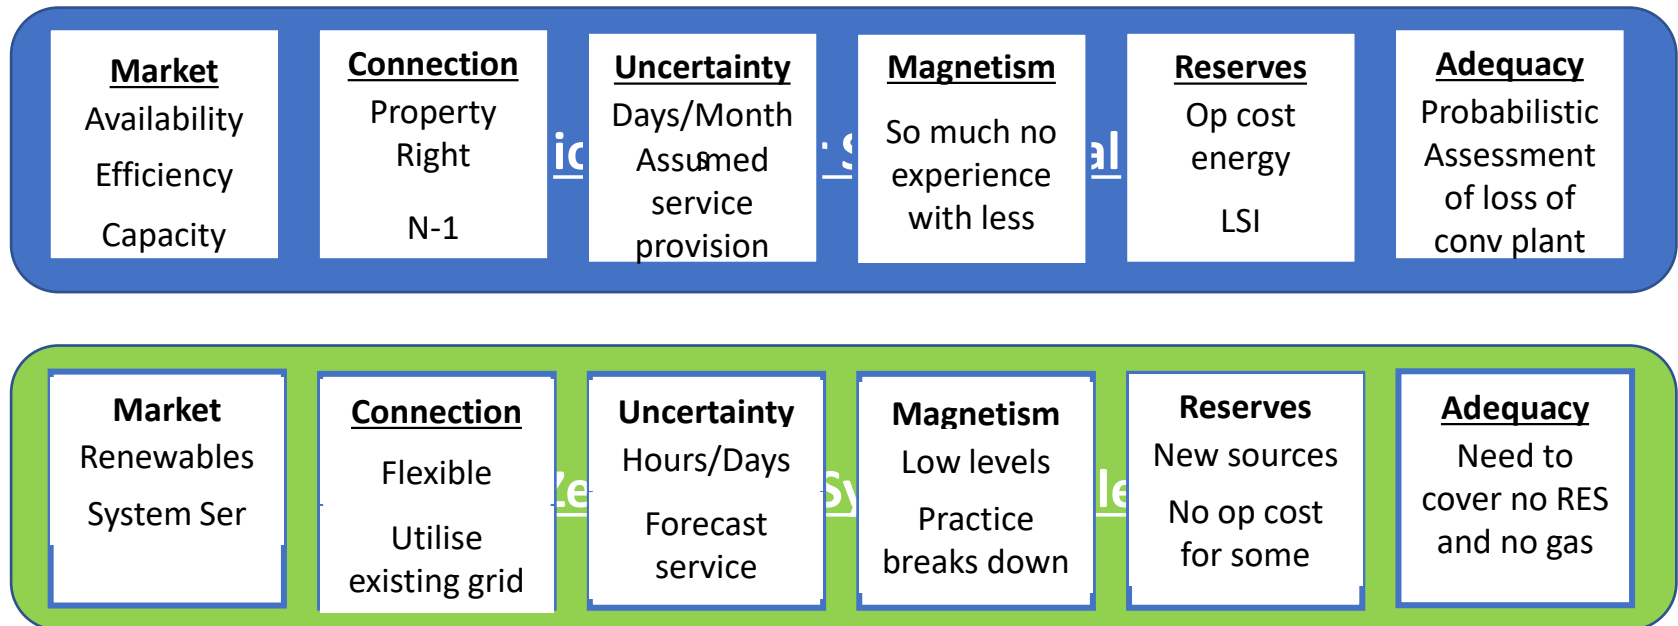 Market
Availability
Efficiency
Capacity
Connection
Property
Right
N-1
Uncertainty
Days/Months
Assumed
service
provision
Magnetism
So much no
experience
with less
Reserves
Op cost
energy
LSI
Adequacy
Probabilistic
Assessment
of loss of
conv plant
Market
Renewables
System Ser
Connection
Flexible
Utilise
existing grid
Uncertainty
Hours/Days
Forecast
service
Magnetism
Low levels
Practice
breaks down
Reserves
New sources
No op cost
for some
Adequacy
Need to
cover no RES
and no gas